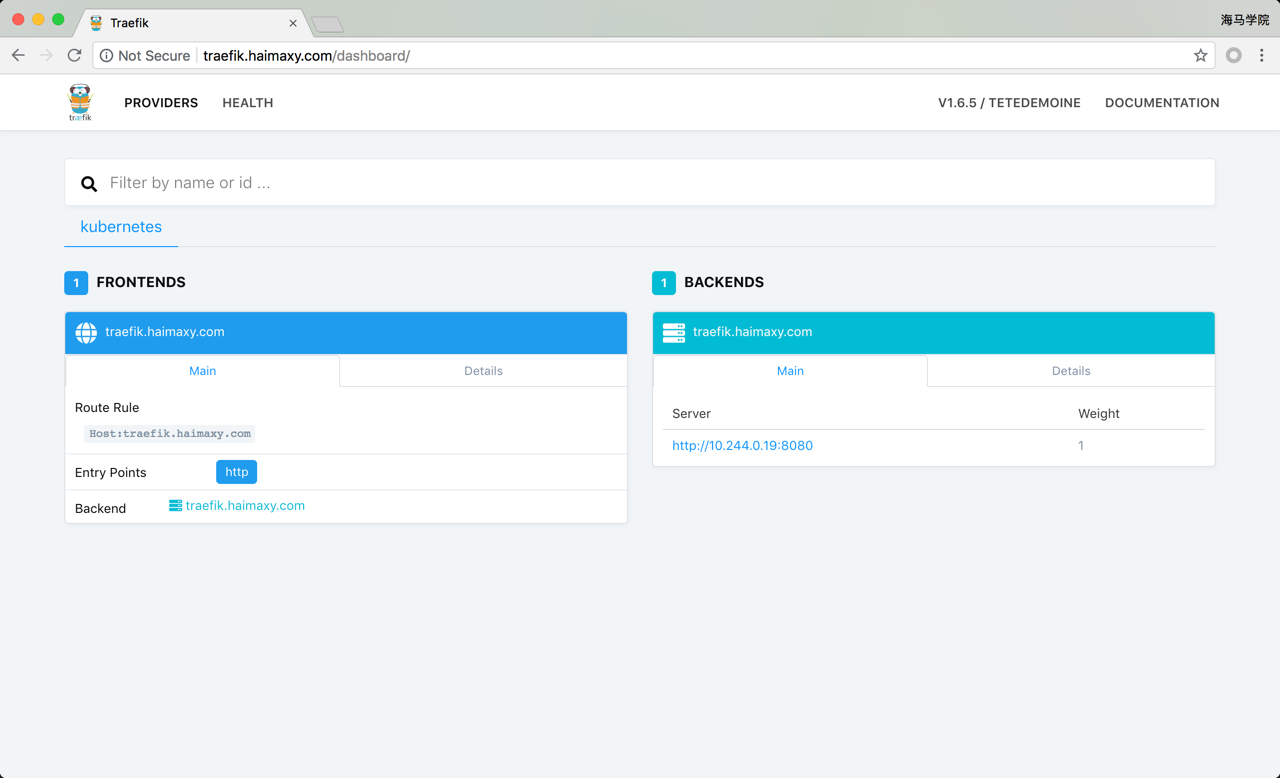 Traefik
海马学院
Not Secure traefik.haimaxy.com/dashboard/
træfik
PROVIDERS HEALTH V1.6.5 / TETEDEMOINE DOCUMENTATION
Filter by name or id ...
kubernetes
1 FRONTENDS
traefik.haimaxy.com
Main Details
Route Rule
Host:traefik.haimaxy.com
Entry Points http
Backend traefik.haimaxy.com
1 BACKENDS
traefik.haimaxy.com
Main Details
Server Weight
http://10.244.0.19:8080 1